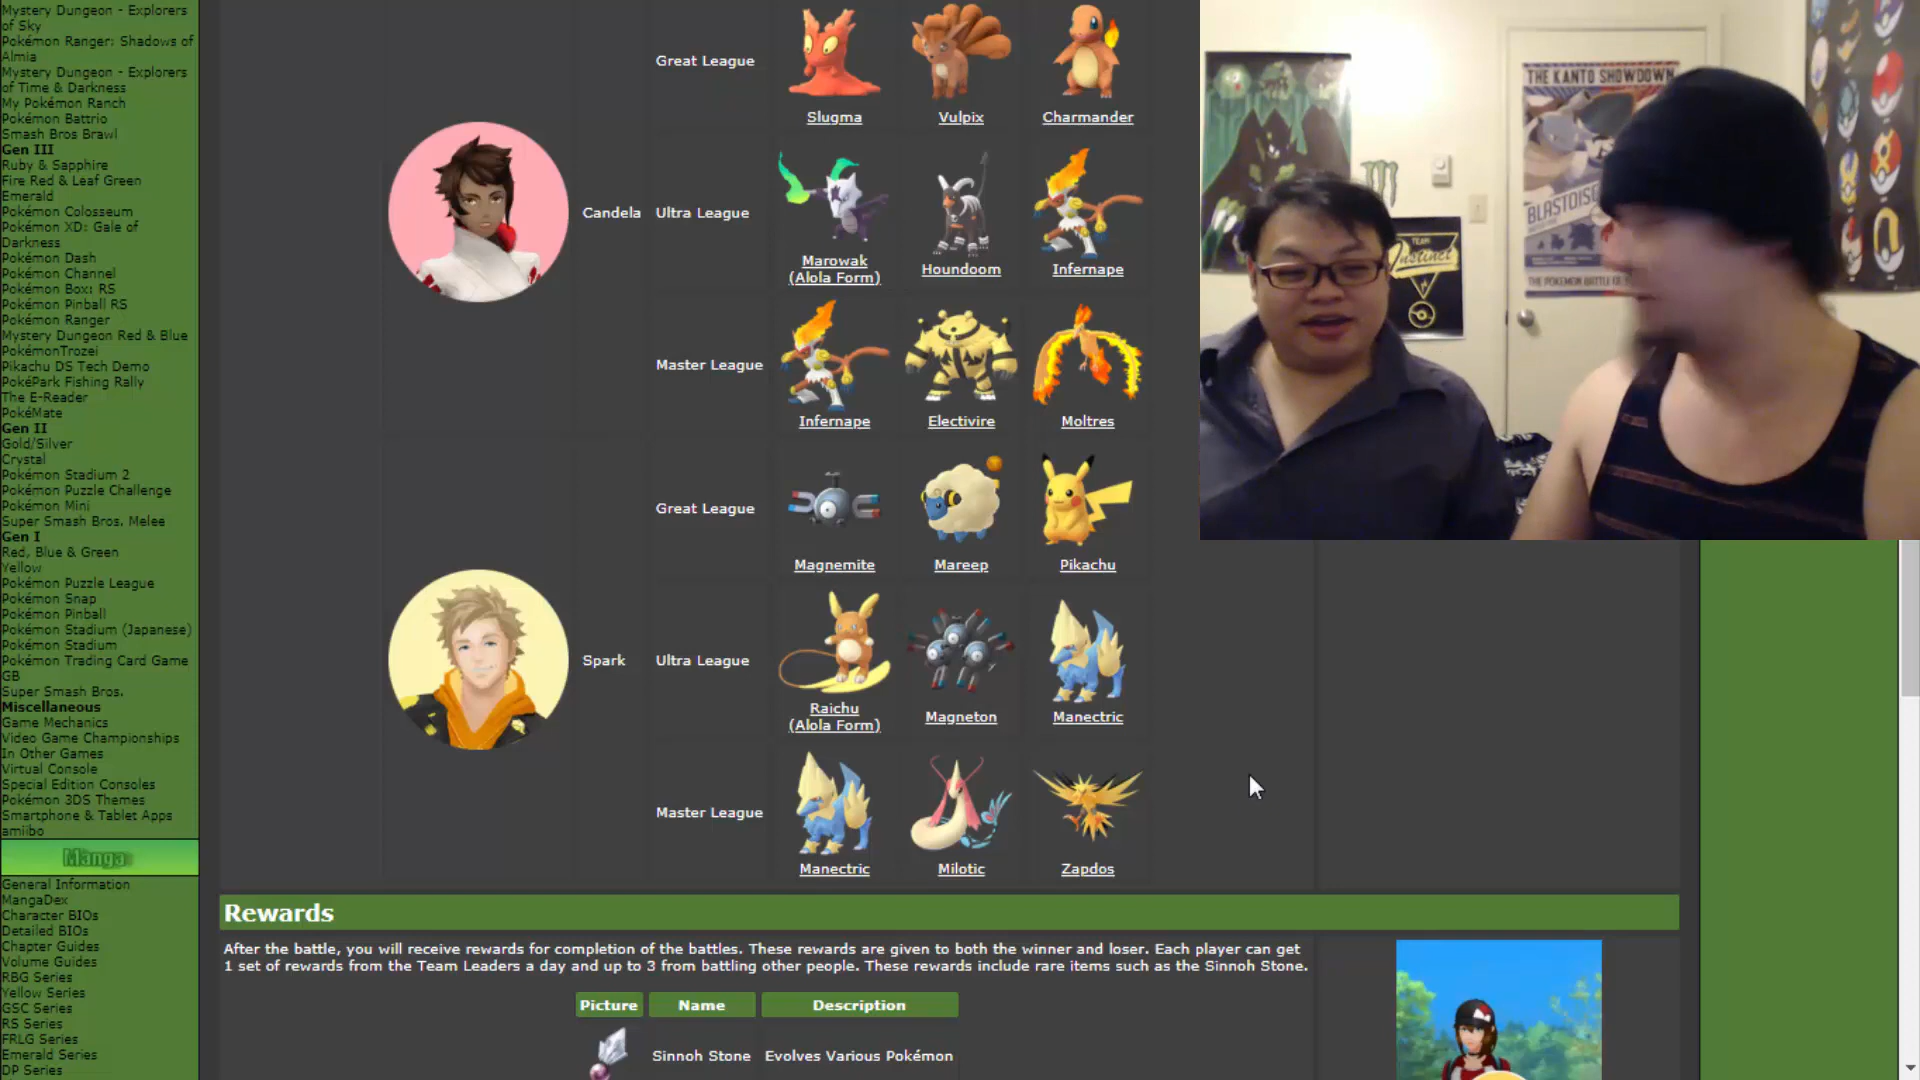 Mystery Dungeon - Explorers
of Sky
Pokémon Ranger: Shadows of
Almia
Mystery Dungeon - Explorers
of Time & Darkness
My Pokémon Ranch
Pokémon Battrio
Smash Bros Brawl
Gen III
Ruby & Sapphire
Fire Red & Leaf Green
Emerald
Pokémon Colosseum
Pokémon XD: Gale of
Darkness
Pokémon Dash
Pokémon Channel
Pokémon Box: RS
Pokémon Pinball RS
Pokémon Ranger
Mystery Dungeon Red & Blue
PokémonTrozei
Pikachu DS Tech Demo
PokéPark Fishing Rally
The E-Reader
PokéMate
Gen II
Gold/Silver
Crystal
Pokémon Stadium 2
Pokémon Puzzle Challenge
Pokémon Mini
Super Smash Bros. Melee
Gen I
Red, Blue & Green
Yellow
Pokémon Puzzle League
Pokémon Snap
Pokémon Pinball
Pokémon Stadium (Japanese)
Pokémon Stadium
Pokémon Trading Card Game
GB
Super Smash Bros.
Miscellaneous
Game Mechanics
Video Game Championships
In Other Games
Virtual Console
Special Edition Consoles
Pokémon 3DS Themes
Smartphone & Tablet Apps
amiibo
Manga
General Information
MangaDex
Character BIOs
Detailed BIOs
Chapter Guides
Volume Guides
RBG Series
Yellow Series
GSC Series
RS Series
FRLG Series
Emerald Series
DP Series
Great League
Slugma Vulpix Charmander
Candela Ultra League
Marowak
(Alola Form) Houndoom Infernape
Master League
Infernape Electivire Moltres
Great League
Magnemite Mareep Pikachu
Spark Ultra League
Raichu
(Alola Form) Magneton Manectric
Master League
Manectric Milotic Zapdos
Rewards
After the battle, you will receive rewards for completion of the battles. These rewards are given to both the winner and loser. Each player can get
1 set of rewards from the Team Leaders a day and up to 3 from battling other people. These rewards include rare items such as the Sinnoh Stone.
Picture Name Description
Sinnoh Stone Evolves Various Pokémon
THE KANTO SHOWDOWN
BLASTOISE
TEAM
Instinct